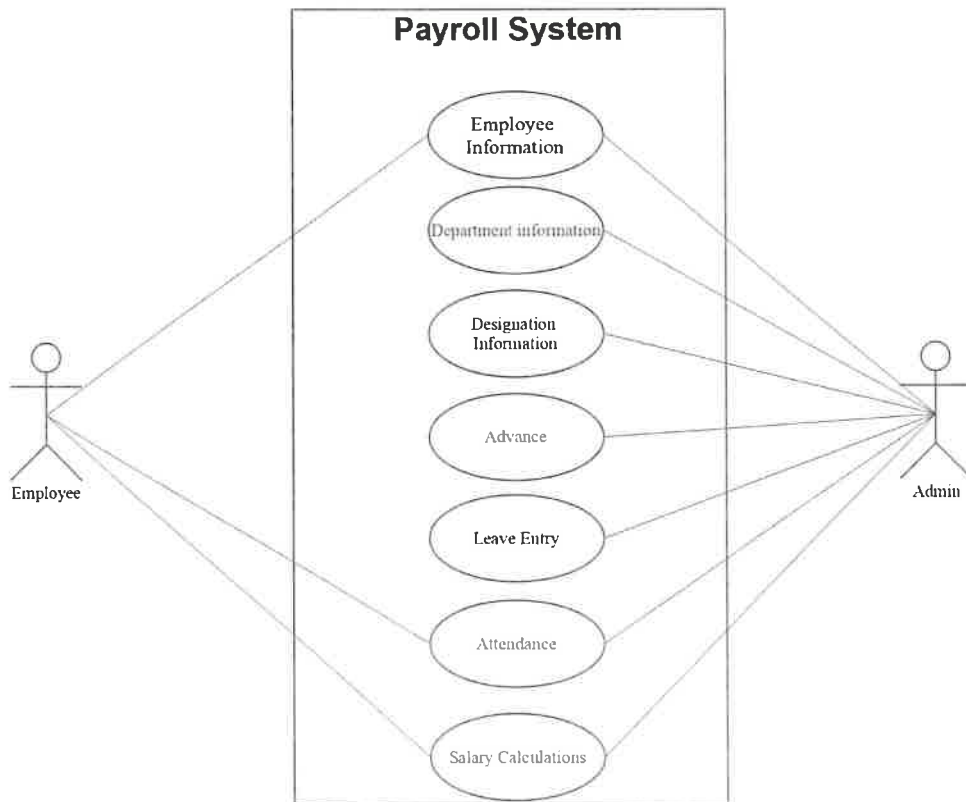 Payroll System
Employee
Information
Department information
Designation
Information
Advance
Leave Entry
Attendance
Salary Calculations
Employee
Admin